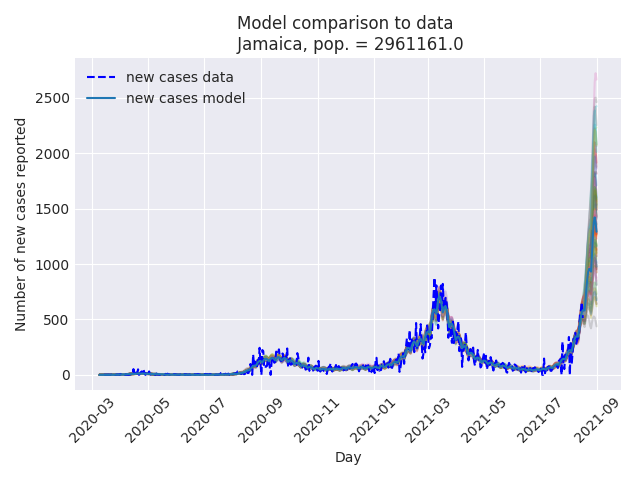 Model comparison to data
Jamaica, pop. = 2961161.0
new cases data
new cases model
Number of new cases reported
2500
2000
1500
1000
500
0
2020-03
2020-05
2020-07
2020-09
2020-11
2021-01
2021-03
2021-05
2021-07
2021-09
Day